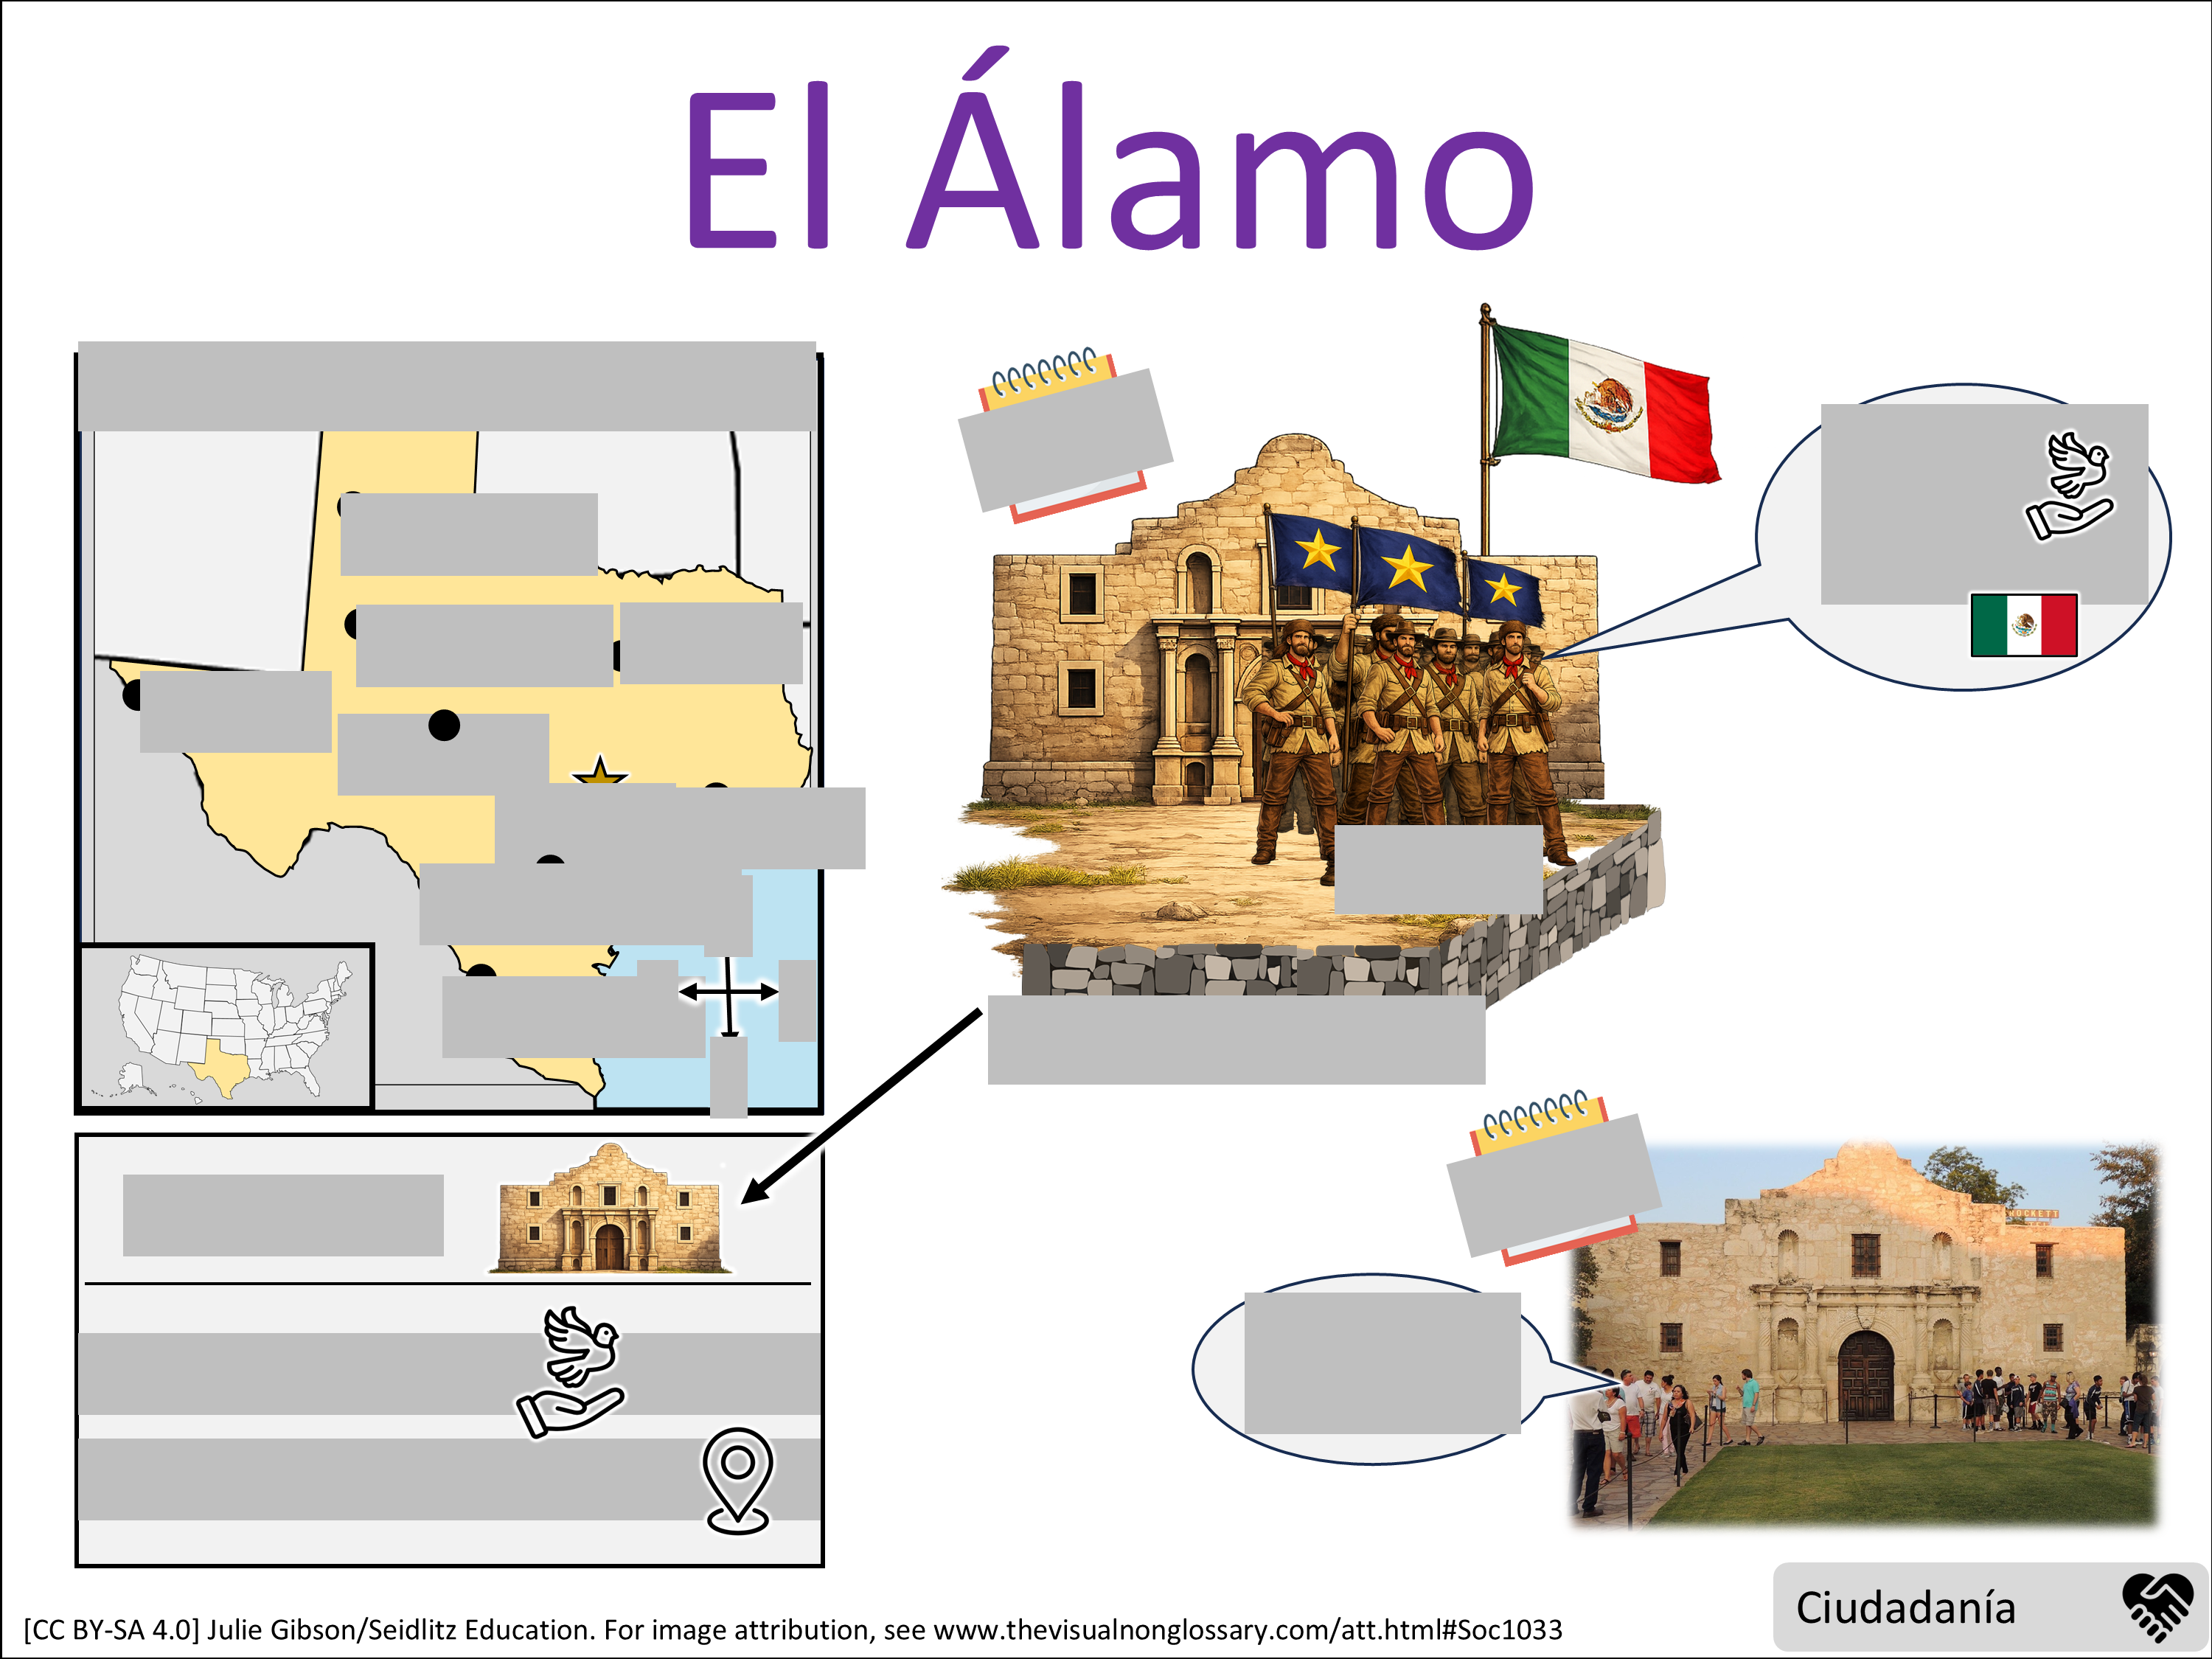 El Álamo
Ciudadanía
[CC BY-SA 4.0] Julie Gibson/Seidlitz Education. For image attribution, see www.thevisualnonglossary.com/att.html#Soc1033